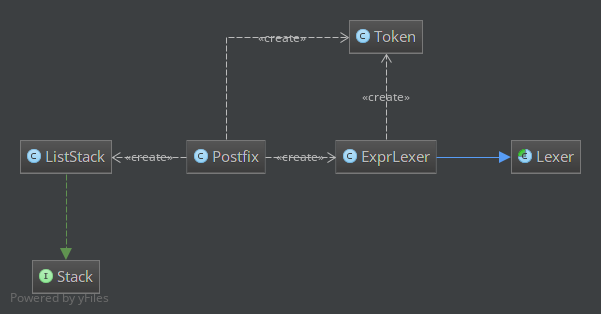 C Token
«create»
«create»
C ListStack
«create»
C Postfix
«create»
C ExprLexer
C Lexer
I Stack
Powered by yFiles